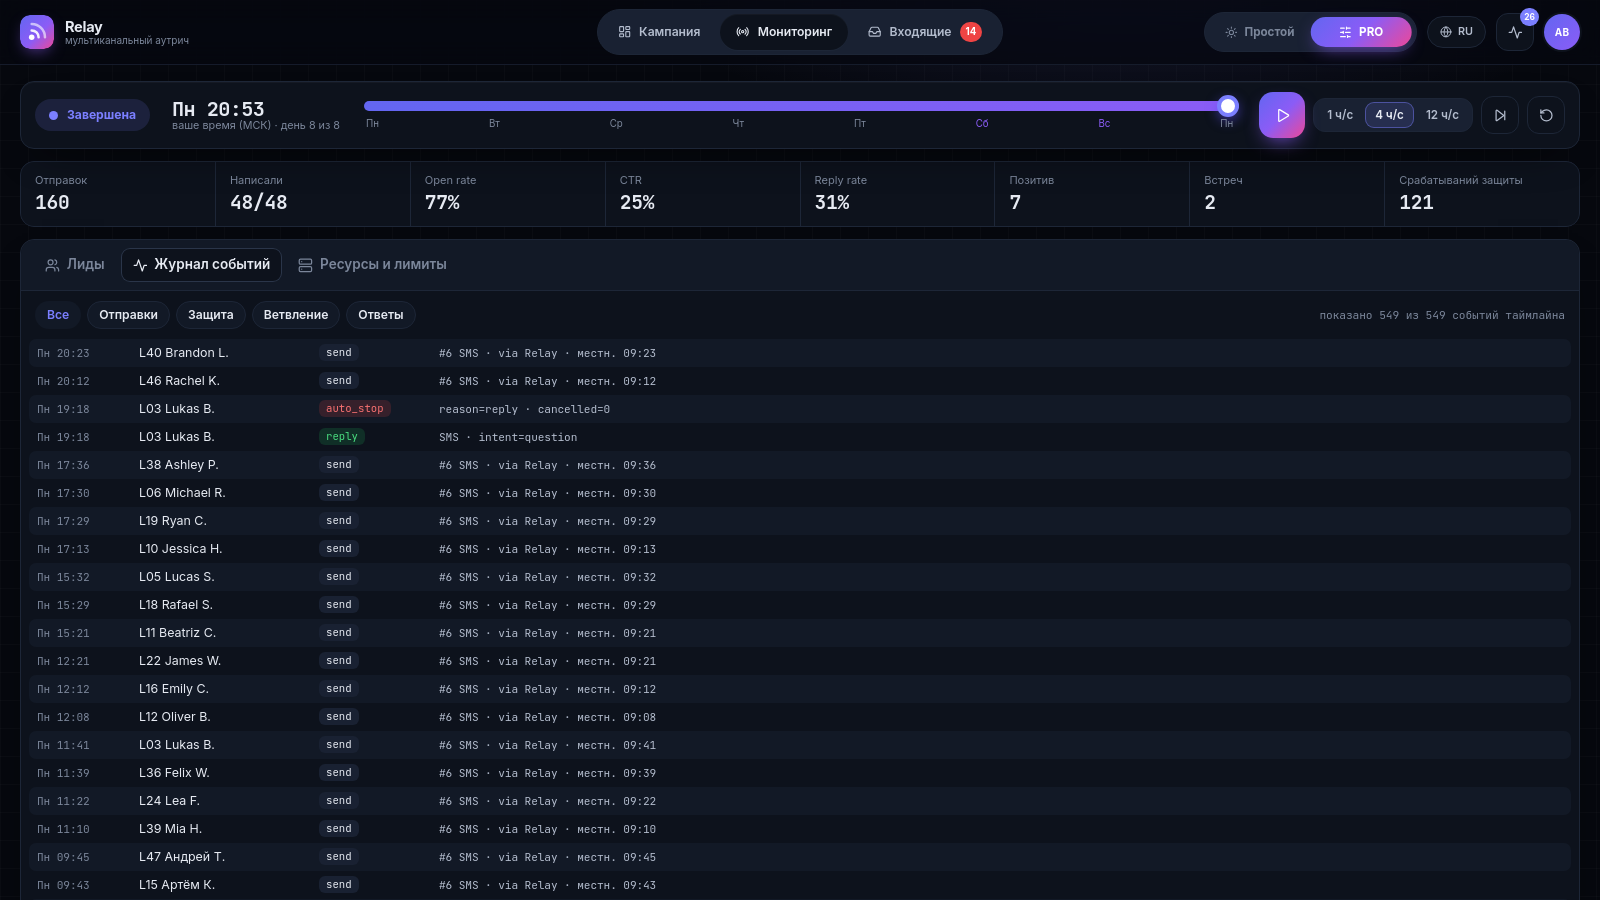 Relay
мультиканальный аутрич
Кампания
Мониторинг
Входящие 14
Простой
PRO
RU
26
AB
Завершена
Пн 20:53
ваше время (МСК) · день 8 из 8
Пн Вт Ср Чт Пт Сб Вс Пн
1 ч/с 4 ч/с 12 ч/с
Отправок
160
Написали
48/48
Open rate
77%
CTR
25%
Reply rate
31%
Позитив
7
Встреч
2
Срабатываний защиты
121
Лиды
Журнал событий
Ресурсы и лимиты
Все Отправки Защита Ветвление Ответы
показано 549 из 549 событий таймлайна
Пн 20:23 L40 Brandon L. send #6 SMS · via Relay · местн. 09:23
Пн 20:12 L46 Rachel K. send #6 SMS · via Relay · местн. 09:12
Пн 19:18 L03 Lukas B. auto_stop reason=reply · cancelled=0
Пн 19:18 L03 Lukas B. reply SMS · intent=question
Пн 17:36 L38 Ashley P. send #6 SMS · via Relay · местн. 09:36
Пн 17:30 L06 Michael R. send #6 SMS · via Relay · местн. 09:30
Пн 17:29 L19 Ryan C. send #6 SMS · via Relay · местн. 09:29
Пн 17:13 L10 Jessica H. send #6 SMS · via Relay · местн. 09:13
Пн 15:32 L05 Lucas S. send #6 SMS · via Relay · местн. 09:32
Пн 15:29 L18 Rafael S. send #6 SMS · via Relay · местн. 09:29
Пн 15:21 L11 Beatriz C. send #6 SMS · via Relay · местн. 09:21
Пн 12:21 L22 James W. send #6 SMS · via Relay · местн. 09:21
Пн 12:12 L16 Emily C. send #6 SMS · via Relay · местн. 09:12
Пн 12:08 L12 Oliver B. send #6 SMS · via Relay · местн. 09:08
Пн 11:41 L03 Lukas B. send #6 SMS · via Relay · местн. 09:41
Пн 11:39 L36 Felix W. send #6 SMS · via Relay · местн. 09:39
Пн 11:22 L24 Lea F. send #6 SMS · via Relay · местн. 09:22
Пн 11:10 L39 Mia H. send #6 SMS · via Relay · местн. 09:10
Пн 09:45 L47 Андрей Т. send #6 SMS · via Relay · местн. 09:45
Пн 09:43 L15 Артём К. send #6 SMS · via Relay · местн. 09:43